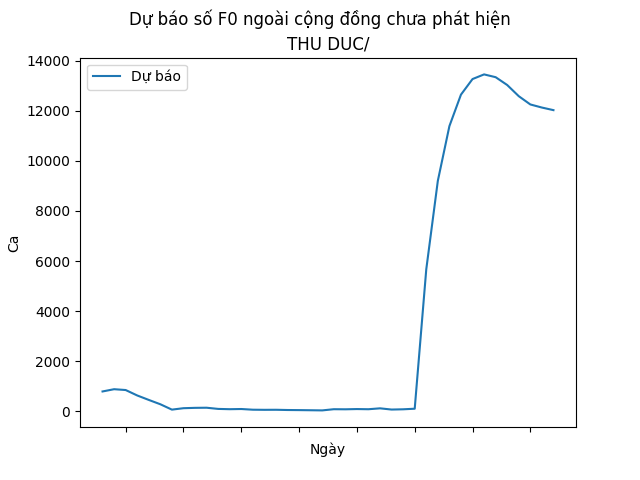 Dự báo số F0 ngoài cộng đồng chưa phát hiện
THU DUC/
14000
12000
10000
8000
6000
4000
2000
0
Ca
Dự báo
Ngày